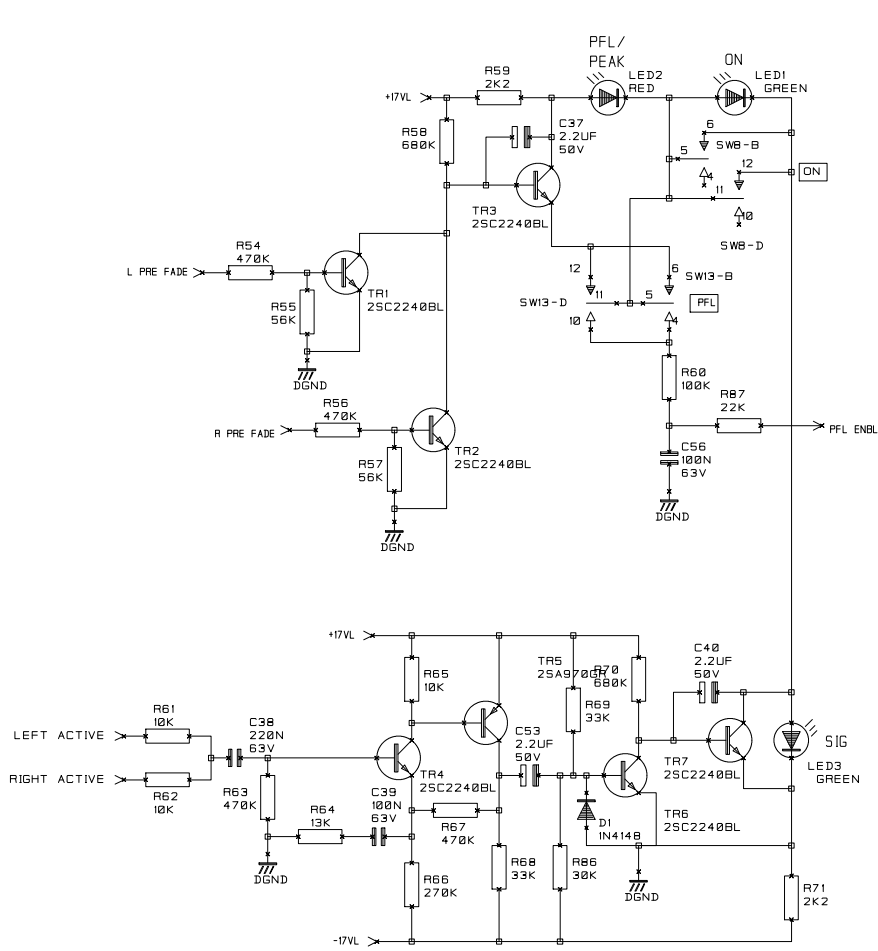 PFL/
PEAK
ON
LED2
RED
LED1
GREEN
R59
2K2
+17VL
R58
680K
C37
2.2UF
50V
6
SW8-B
5
12
ON
4
11
10
SW8-D
TR3
2SC2240BL
R54
470K
L PRE FADE
12
6
SW13-B
SW13-D
11
5
PFL
TR1
2SC2240BL
R55
56K
10
4
DGND
R60
100K
R56
470K
R87
22K
R PRE FADE
PFL ENBL
TR2
2SC2240BL
C56
100N
63V
R57
56K
DGND
DGND
+17VL
R65
10K
TR5
2SA970GR
R70
680K
C40
2.2UF
50V
R61
10K
R69
33K
C38
220N
63V
C53
2.2UF
50V
LEFT ACTIVE
SIG
TR4
2SC2240BL
TR7
2SC2240BL
LED3
GREEN
RIGHT ACTIVE
R62
10K
R63
470K
C39
100N
63V
R64
13K
R67
470K
D1
1N4148
TR6
2SC2240BL
DGND
R66
270K
R68
33K
R86
30K
DGND
R71
2K2
-17VL